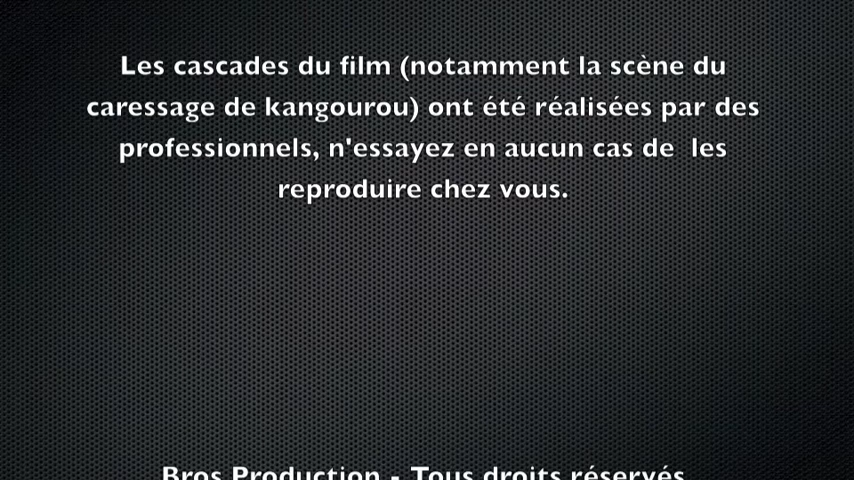 Les cascades du film (notamment la scène du
caressage de kangourou) ont été réalisées par des
professionnels, n'essayez en aucun cas de  les
reproduire chez vous.
Bros Production - Tous droits réservés